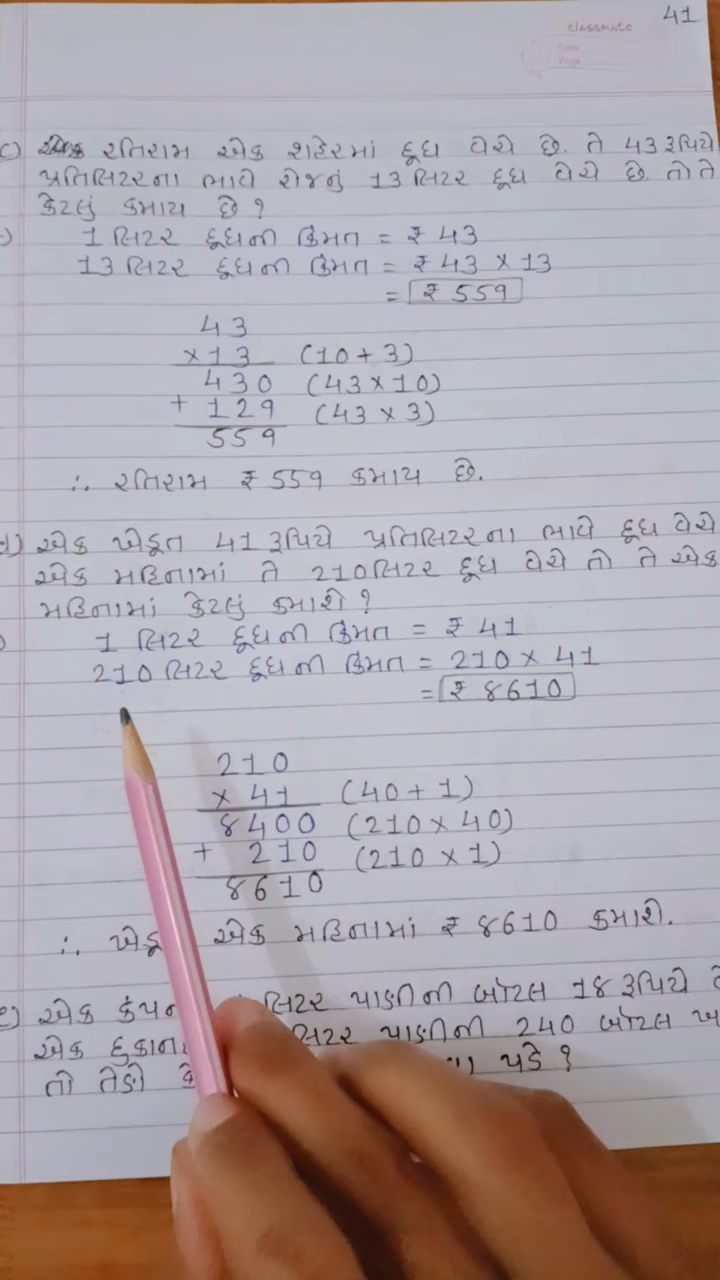 41
classmate
Date
Page
c) રતિરામ એક શહેરમાં દૂધ વેચે છે. તે 43 રૂપિયે
પ્રતિલિટરના ભાવે રોજનું 13 લિટર દૂધ વેચે છે. તો તે
કેટલું કમાય છે ?
1 લિટર દૂધની કિંમત = ₹ 43
13 લિટર દૂધની કિંમત = ₹ 43 × 13
= ₹ 559
43
× 13 (10 + 3)
430 (43 × 10)
+ 129 (43 × 3)
559
∴ રતિરામ ₹ 559 કમાય છે.
એક ખેડૂત 41 રૂપિયે પ્રતિલિટરના ભાવે દૂધ વેચે
એક મહિનામાં તે 210 લિટર દૂધ વેચે તો તે એક
મહિનામાં કેટલું કમાશે ?
1 લિટર દૂધની કિંમત = ₹ 41
210 લિટર દૂધની કિંમત = 210 × 41
= ₹ 8610
210
× 41 (40 + 1)
8400 (210 × 40)
+ 210 (210 × 1)
8610
∴ એક મહિનામાં ₹ 8610 કમાશે.
e) એક લિટર પાણીની બોટલ 18 રૂપિયે
એક લિટર પાણીની 240 બોટલ
તો તેણે પડે ?